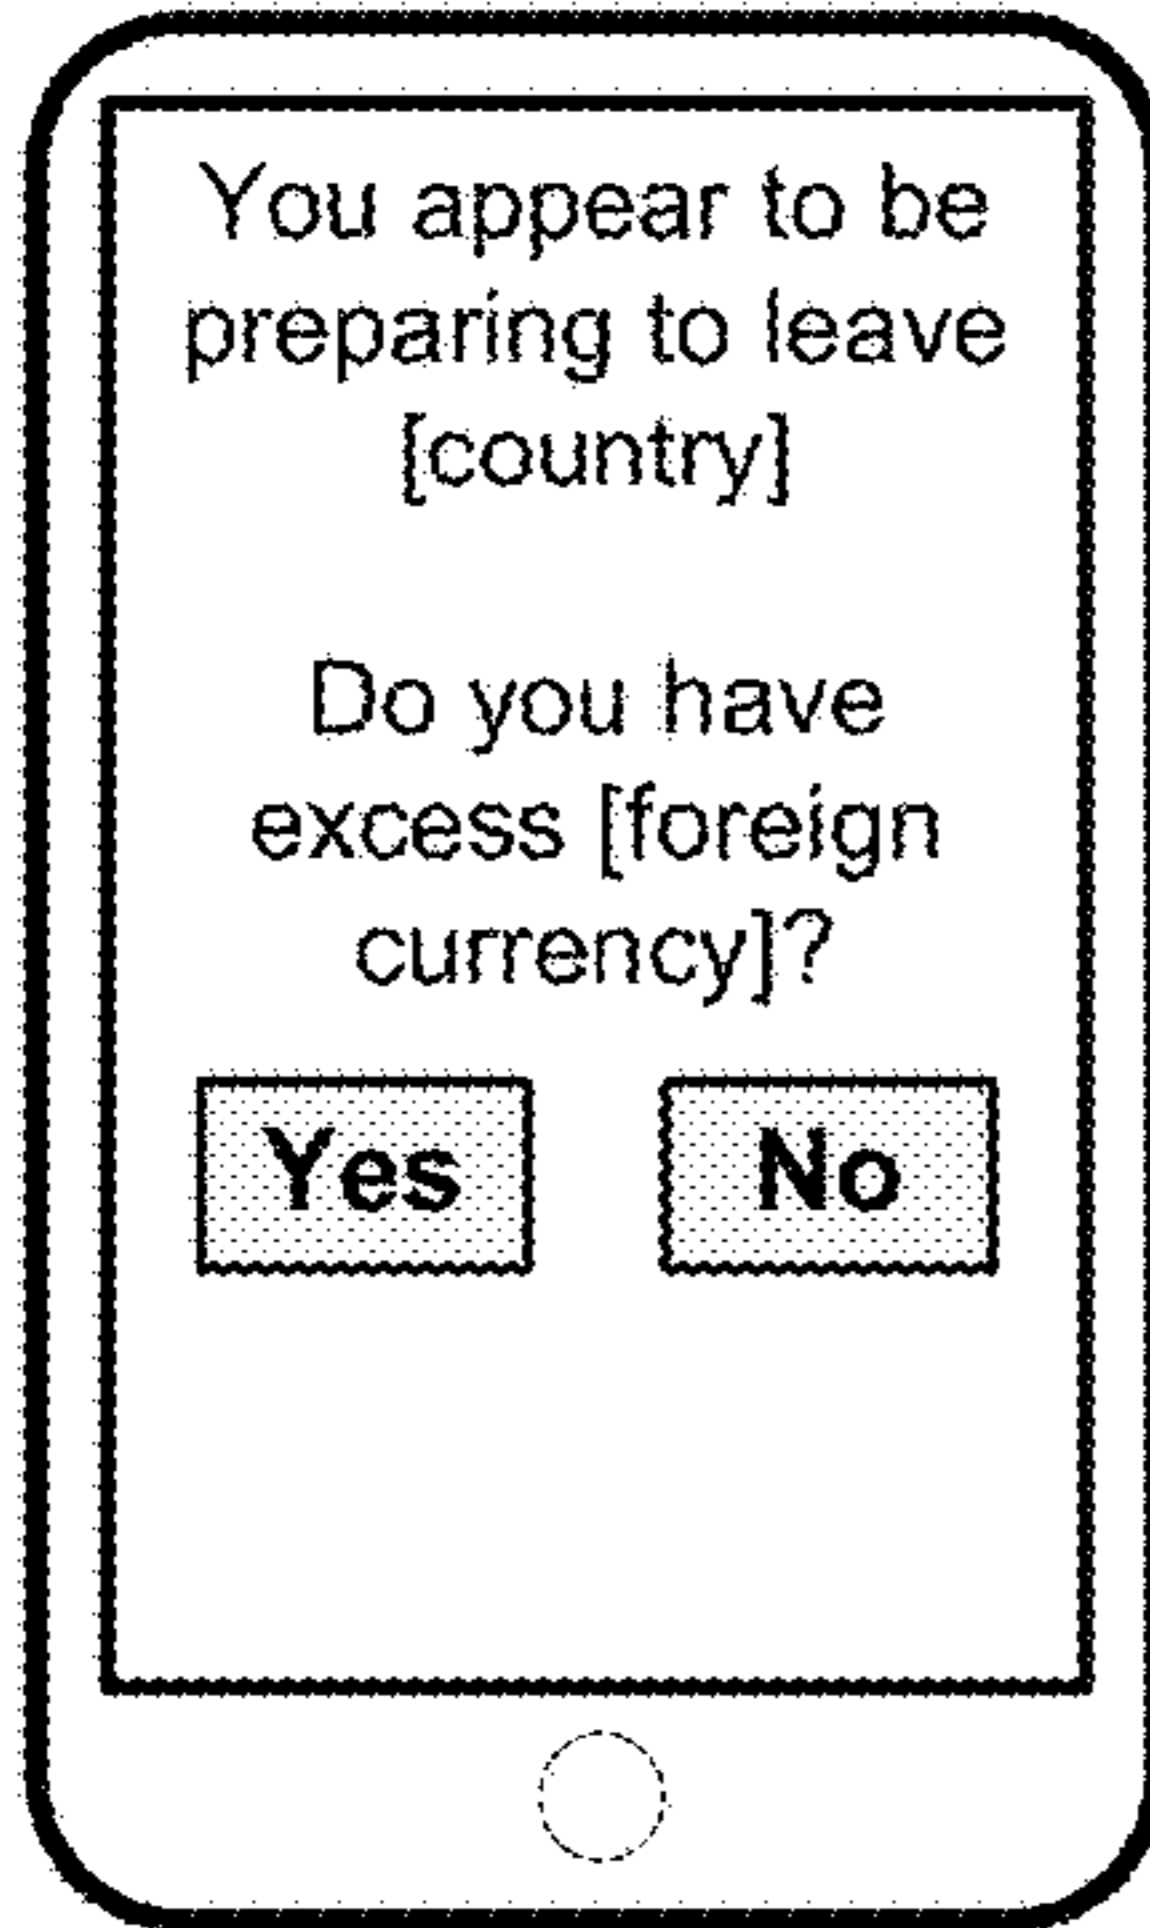 You appear to be
preparing to leave
[country]
Do you have
excess [foreign
currency]?
Yes No